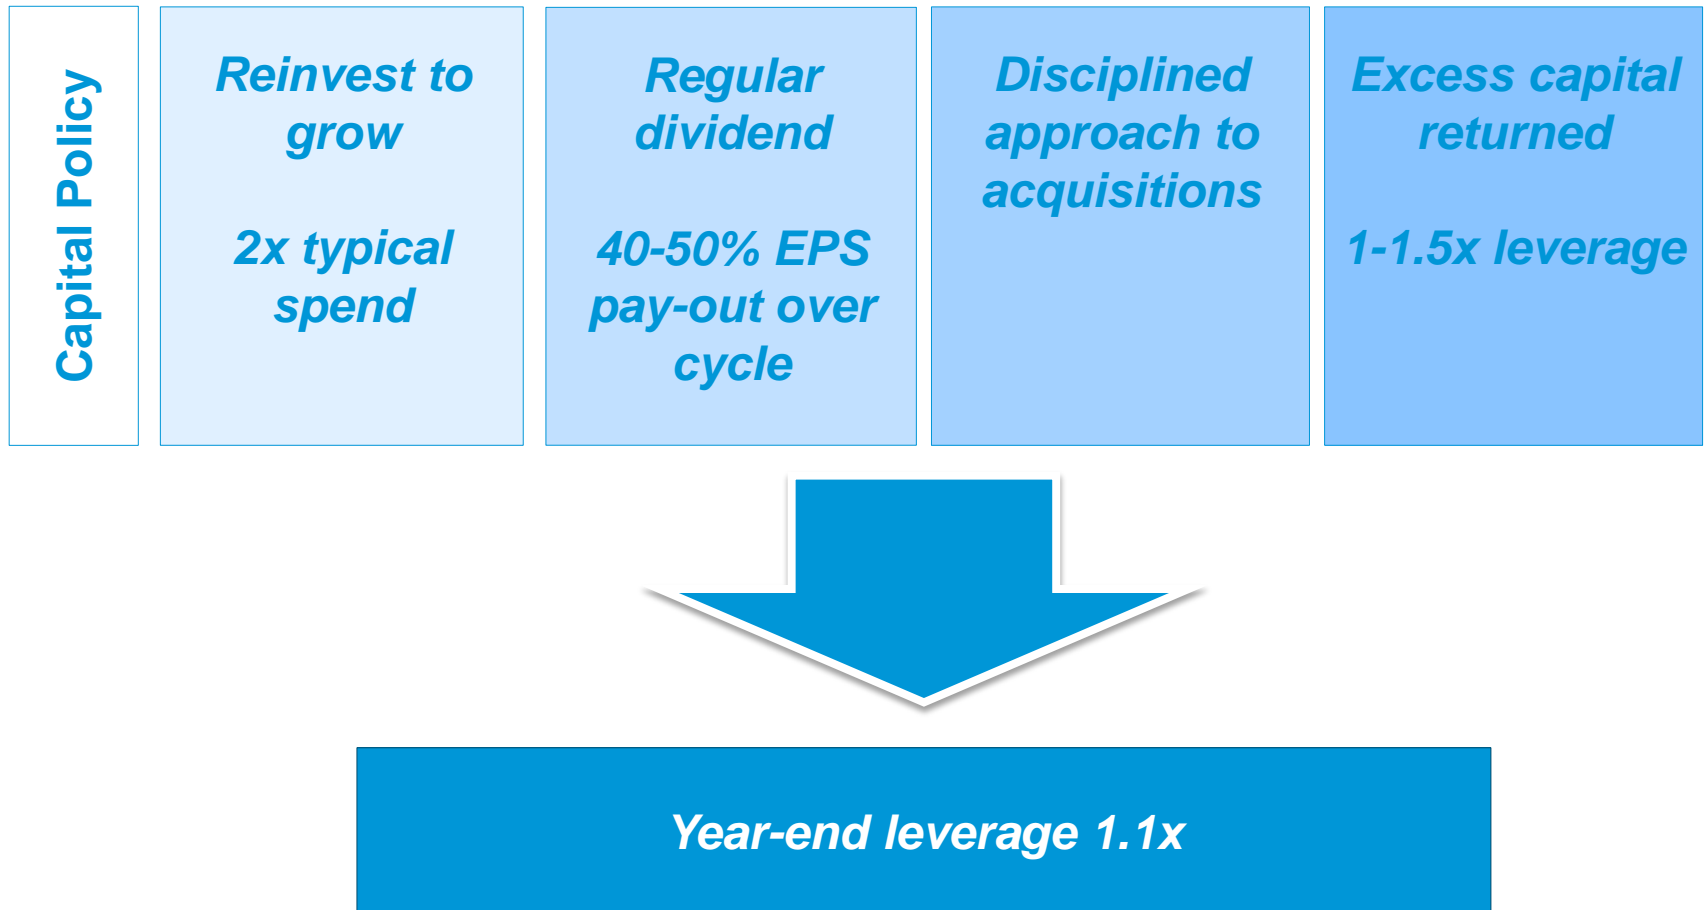 Capital Policy
Reinvest to
grow
2x typical
spend
Regular
dividend
40-50% EPS
pay-out over
cycle
Disciplined
approach to
acquisitions
Excess capital
returned
1-1.5x leverage
Year-end leverage 1.1x